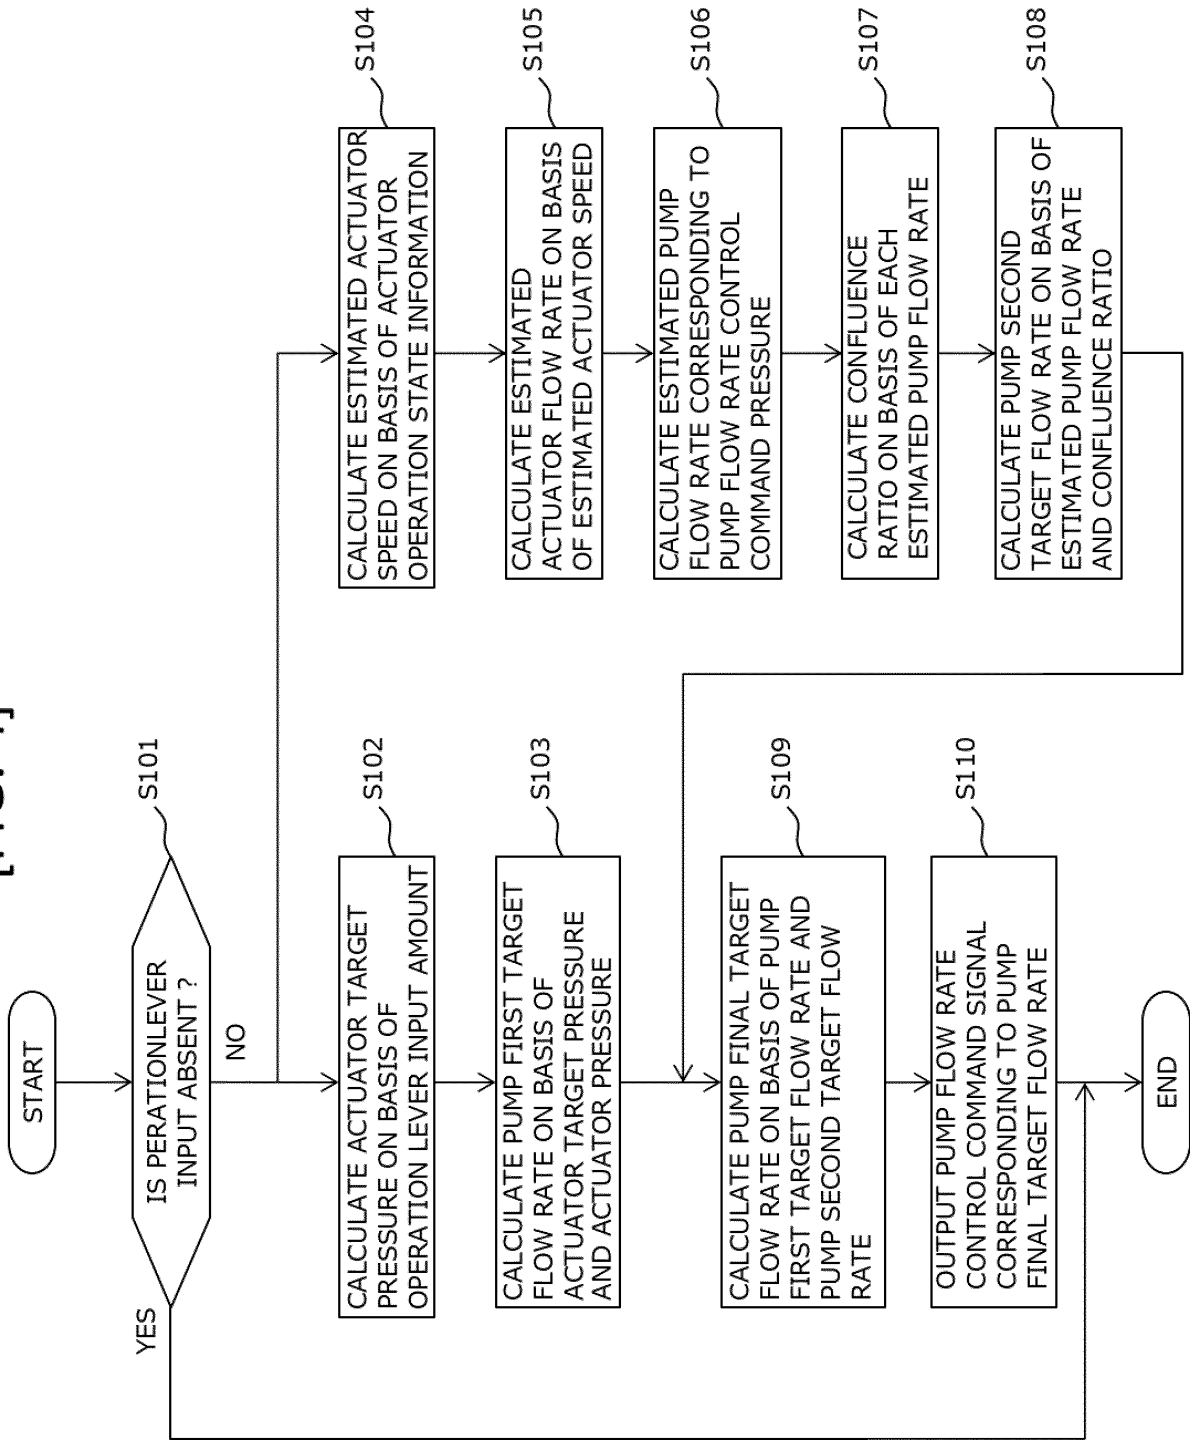 START
IS PERATIONLEVER
INPUT ABSENT ?
S101
YES
NO
CALCULATE ACTUATOR TARGET
PRESSURE ON BASIS OF
OPERATION LEVER INPUT AMOUNT
S102
CALCULATE PUMP FIRST TARGET
FLOW RATE ON BASIS OF
ACTUATOR TARGET PRESSURE
AND ACTUATOR PRESSURE
S103
CALCULATE ESTIMATED ACTUATOR
SPEED ON BASIS OF ACTUATOR
OPERATION STATE INFORMATION
S104
CALCULATE ESTIMATED
ACTUATOR FLOW RATE ON BASIS
OF ESTIMATED ACTUATOR SPEED
S105
CALCULATE ESTIMATED PUMP
FLOW RATE CORRESPONDING TO
PUMP FLOW RATE CONTROL
COMMAND PRESSURE
S106
CALCULATE CONFLUENCE
RATIO ON BASIS OF EACH
ESTIMATED PUMP FLOW RATE
S107
CALCULATE PUMP SECOND
TARGET FLOW RATE ON BASIS OF
ESTIMATED PUMP FLOW RATE
AND CONFLUENCE RATIO
S108
CALCULATE PUMP FINAL TARGET
FLOW RATE ON BASIS OF PUMP
FIRST TARGET FLOW RATE AND
PUMP SECOND TARGET FLOW
RATE
S109
OUTPUT PUMP FLOW RATE
CONTROL COMMAND SIGNAL
CORRESPONDING TO PUMP
FINAL TARGET FLOW RATE
S110
END